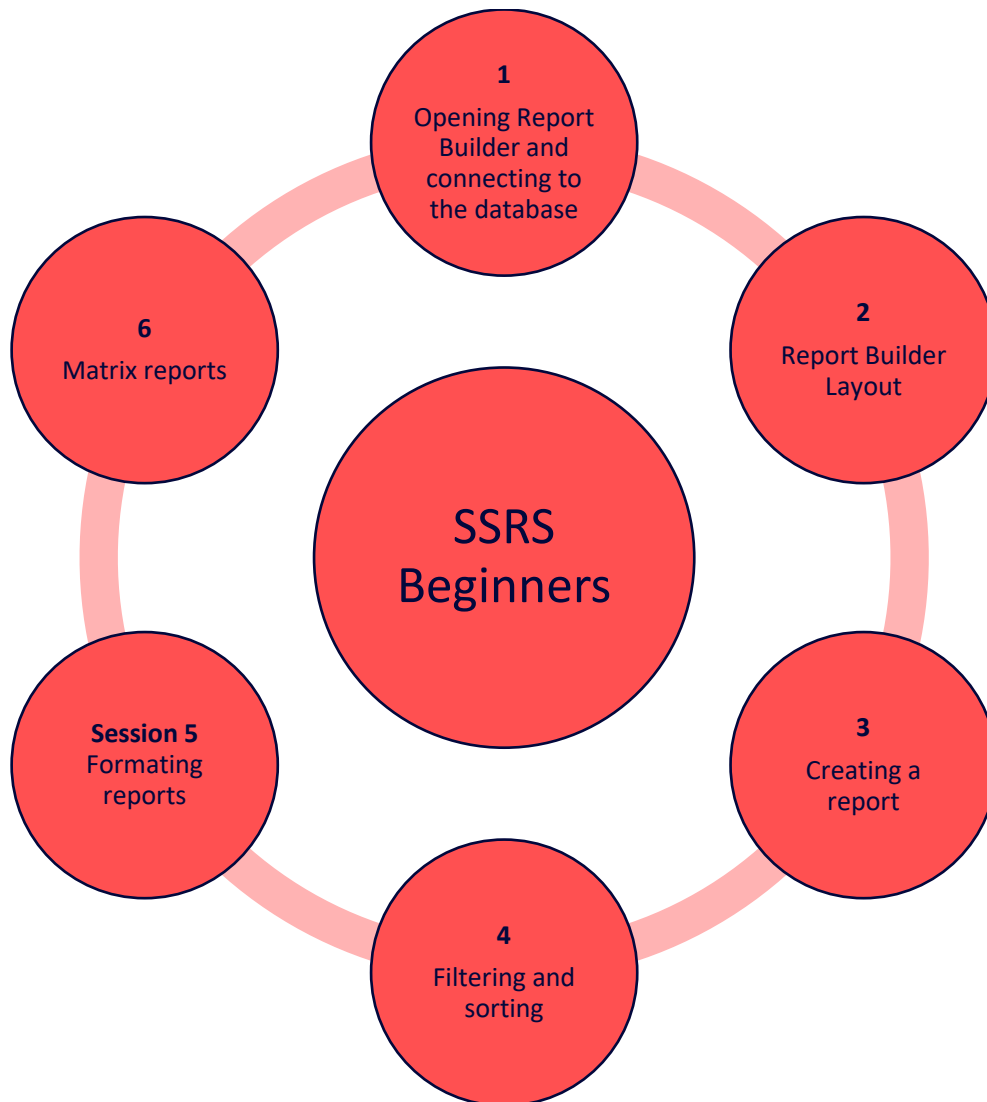 1
Opening Report
Builder and
connecting to
the database
2
Report Builder
Layout
3
Creating a
report
4
Filtering and
sorting
Session 5
Formating
reports
6
Matrix reports
SSRS
Beginners